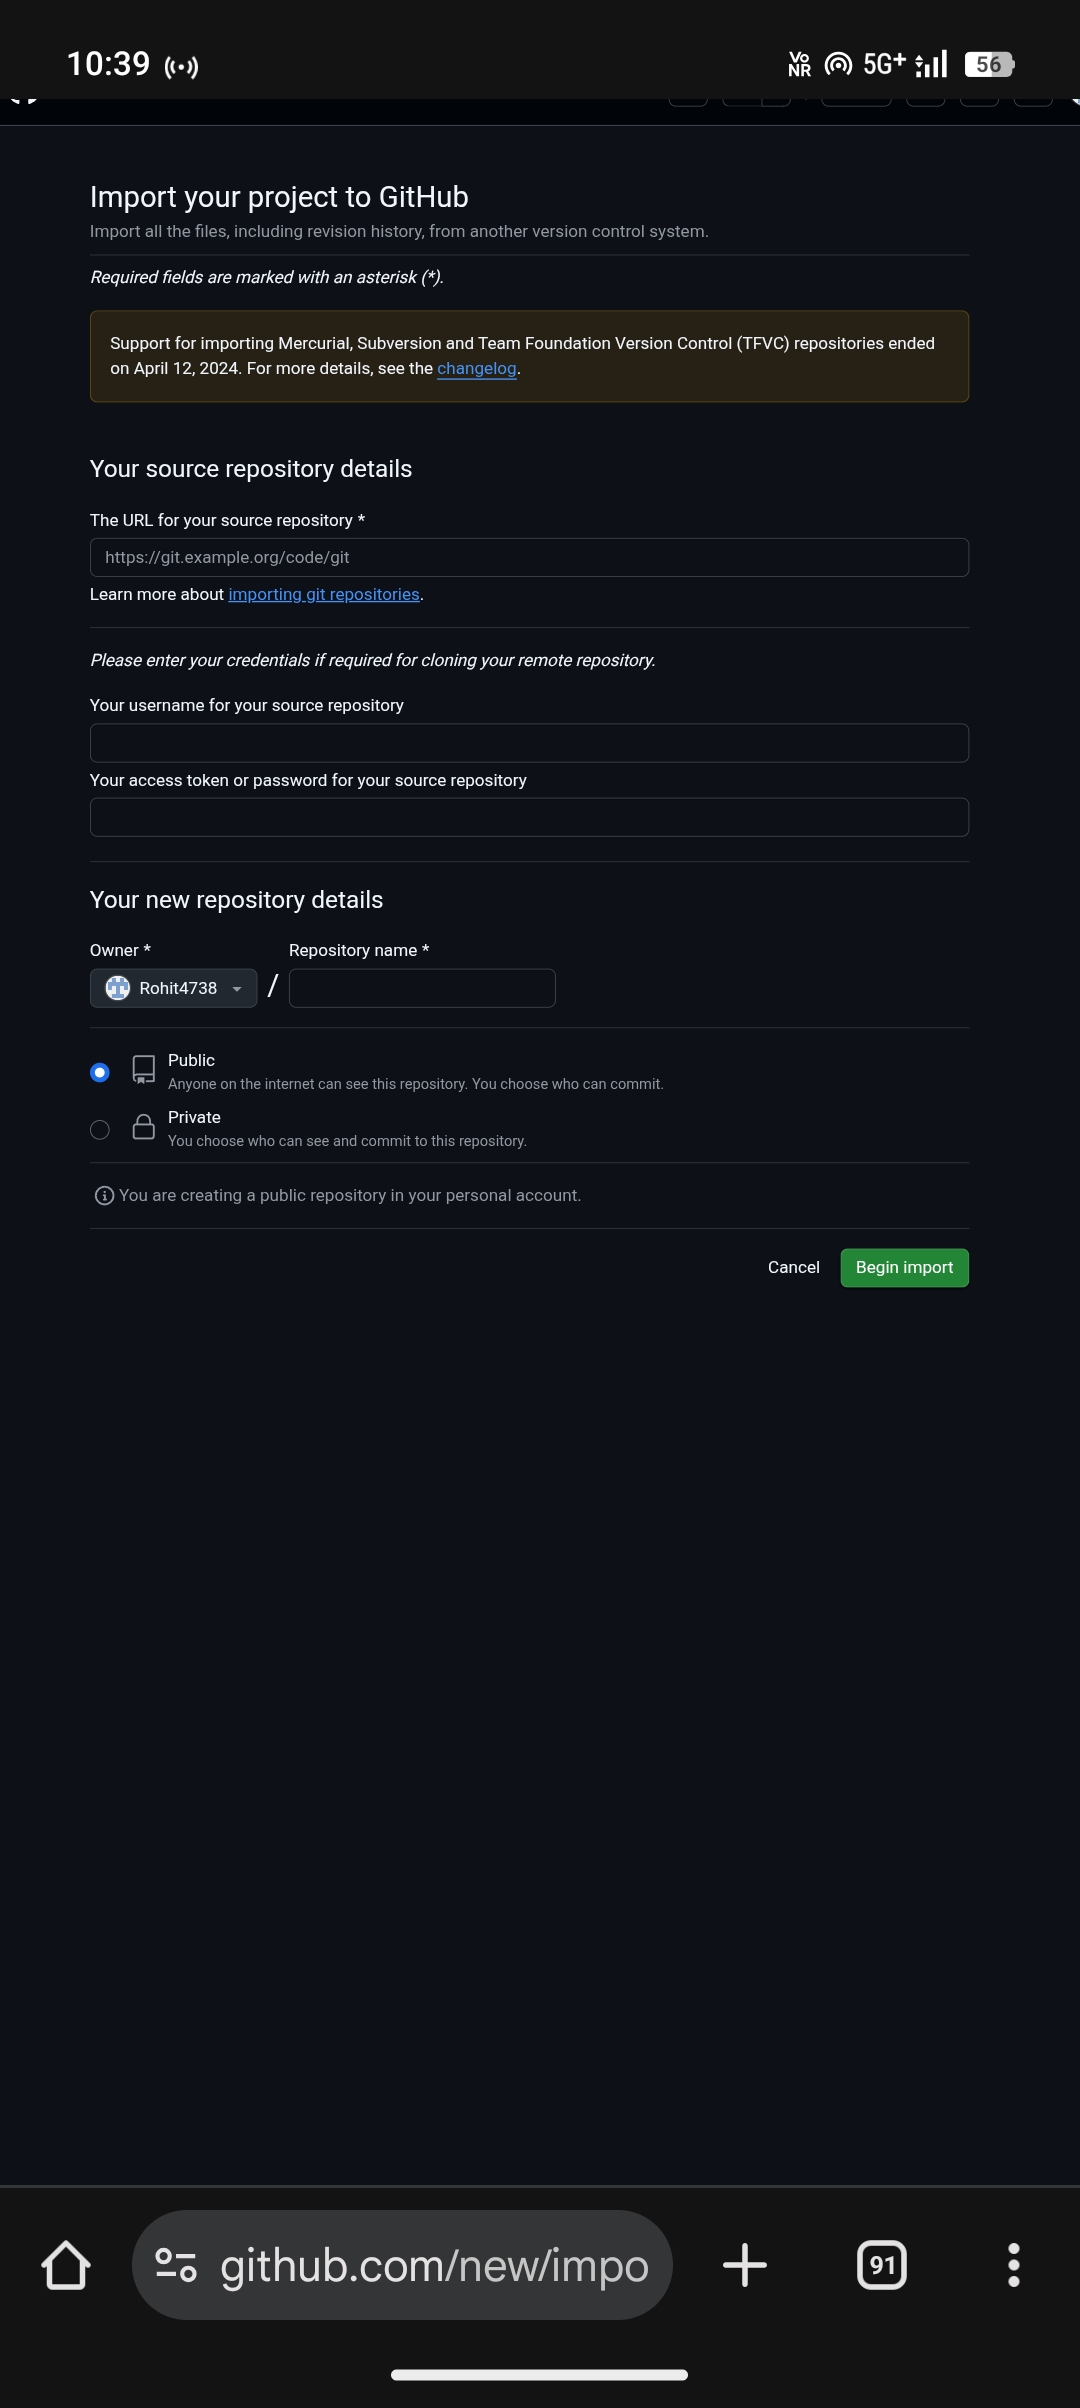 10:39
Vo NR 5G+ 56
Import your project to GitHub
Import all the files, including revision history, from another version control system.
Required fields are marked with an asterisk (*).
Support for importing Mercurial, Subversion and Team Foundation Version Control (TFVC) repositories ended
on April 12, 2024. For more details, see the changelog.
Your source repository details
The URL for your source repository *
https://git.example.org/code/git
Learn more about importing git repositories.
Please enter your credentials if required for cloning your remote repository.
Your username for your source repository
Your access token or password for your source repository
Your new repository details
Owner * Repository name *
Rohit4738 /
Public
Anyone on the internet can see this repository. You choose who can commit.
Private
You choose who can see and commit to this repository.
You are creating a public repository in your personal account.
Cancel Begin import
github.com/new/impo 91